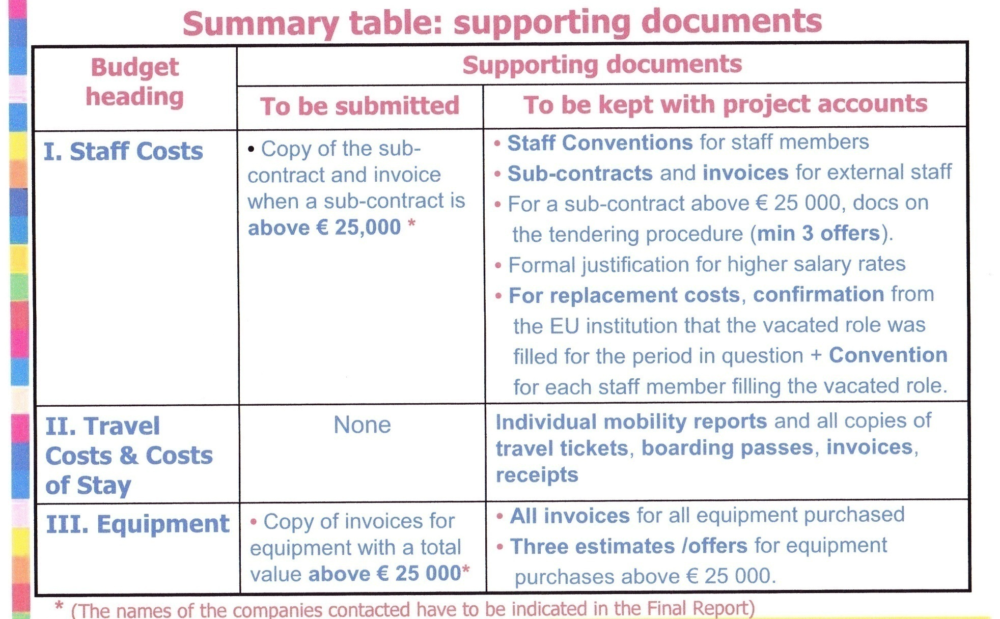 Summary table: supporting documents
Budget
heading
Supporting documents
To be submitted
To be kept with project accounts
I. Staff Costs
• Copy of the sub-
contract and invoice
when a sub-contract is
above € 25,000 *
• Staff Conventions for staff members
• Sub-contracts and invoices for external staff
• For a sub-contract above € 25 000, docs on
the tendering procedure (min 3 offers).
• Formal justification for higher salary rates
• For replacement costs, confirmation from
the EU institution that the vacated role was
filled for the period in question + Convention
for each staff member filling the vacated role.
II. Travel
Costs & Costs
of Stay
None
Individual mobility reports and all copies of
travel tickets, boarding passes, invoices,
receipts
III. Equipment
• Copy of invoices for
equipment with a total
value above € 25 000*
• All invoices for all equipment purchased
• Three estimates /offers for equipment
purchases above € 25 000.
* (The names of the companies contacted have to be indicated in the Final Report)